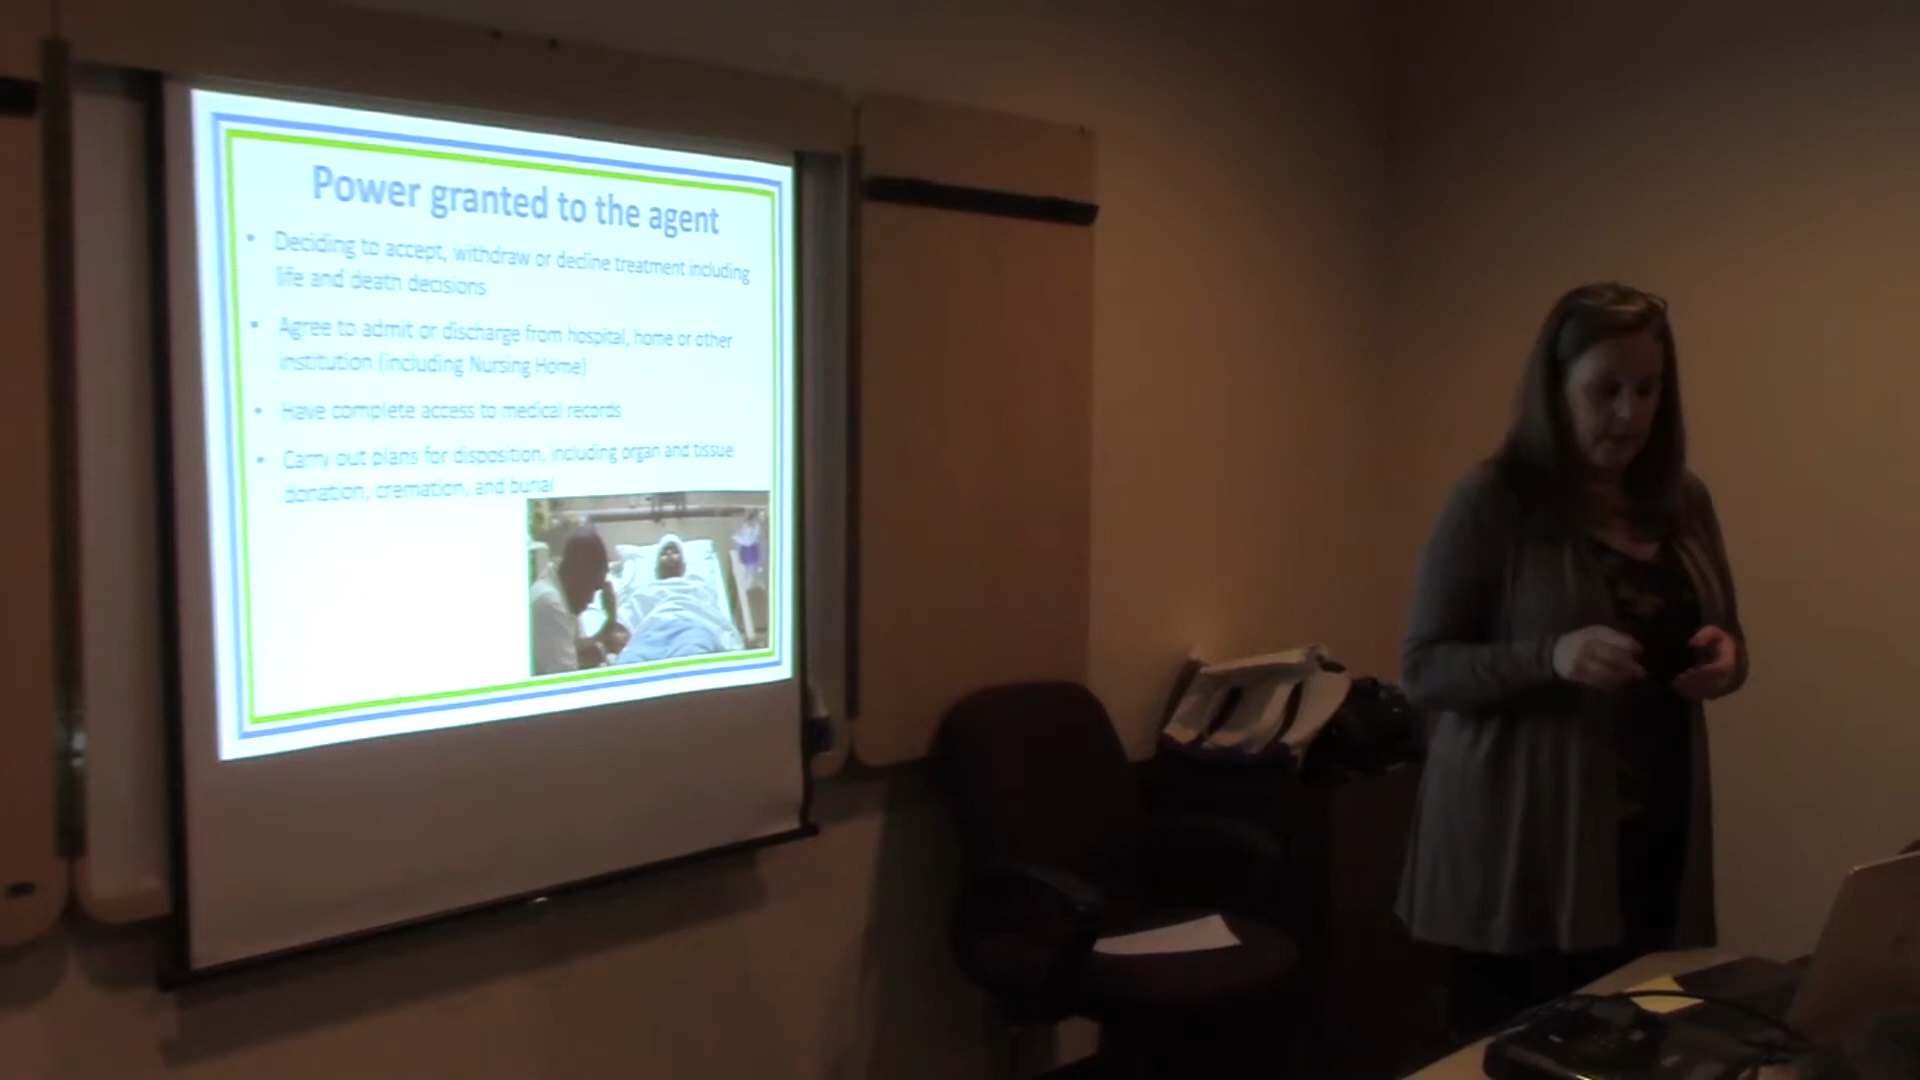 Power granted to the agent
• Deciding to accept, withdraw or decline treatment including
life and death decisions
• Agree to admit or discharge from hospital, home or other
institution (including Nursing Home)
• Have complete access to medical records
• Carry out plans for disposition, including organ and tissue
donation, cremation, and burial